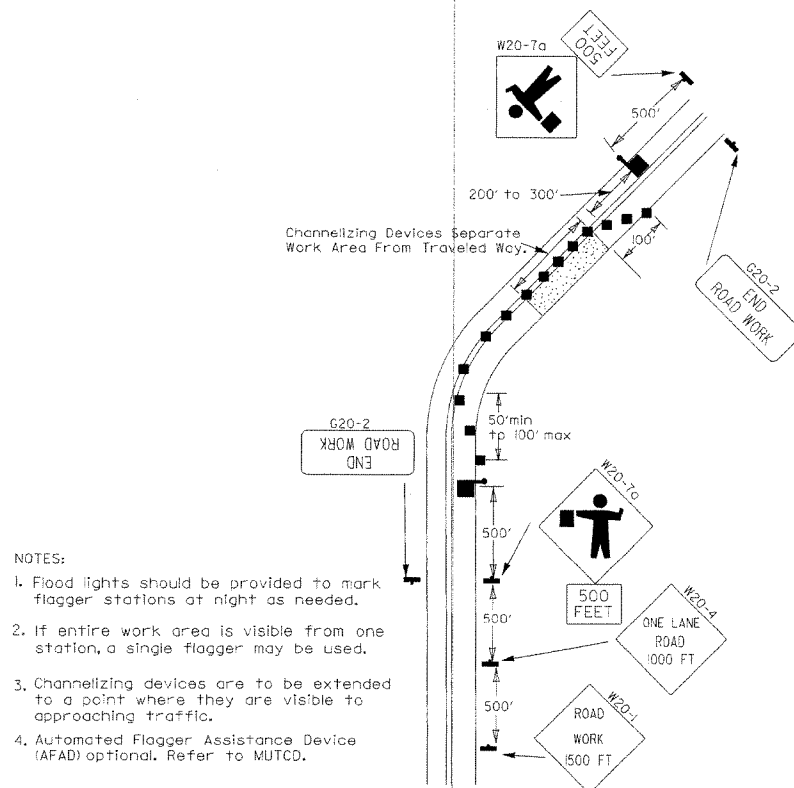 W20-7a
500
FEET
500'
200' to 300'
Channelizing Devices Separate
Work Area From Traveled Way.
100'
G20-2
END
ROAD WORK
G20-2
END
ROAD WORK
50'min
to 100' max
W20-7a
500'
500
FEET
W20-4
ONE LANE
ROAD
1000 FT
500'
W20-1
ROAD
WORK
1500 FT
500'
NOTES:
1. Flood lights should be provided to mark
flagger stations at night as needed.
2. If entire work area is visible from one
station, a single flagger may be used.
3. Channelizing devices are to be extended
to a point where they are visible to
approaching traffic.
4. Automated Flagger Assistance Device
(AFAD) optional. Refer to MUTCD.